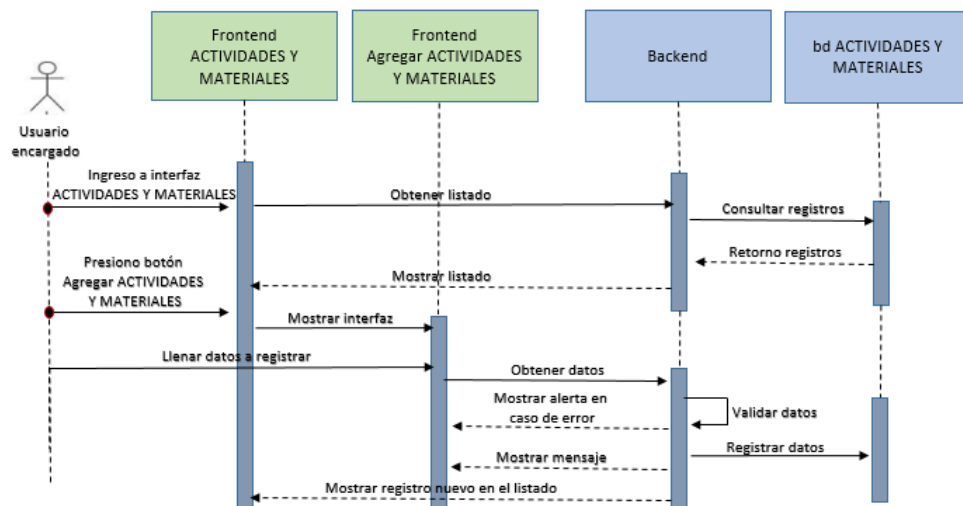 Frontend
ACTIVIDADES Y
MATERIALES
Frontend
Agregar ACTIVIDADES
Y MATERIALES
Backend
bd ACTIVIDADES Y
MATERIALES
Usuario
encargado
Ingreso a interfaz
ACTIVIDADES Y MATERIALES
Obtener listado
Consultar registros
Retorno registros
Mostrar listado
Presiono botón
Agregar ACTIVIDADES
Y MATERIALES
Mostrar interfaz
Llenar datos a registrar
Obtener datos
Mostrar alerta en
caso de error
Validar datos
Registrar datos
Mostrar mensaje
Mostrar registro nuevo en el listado